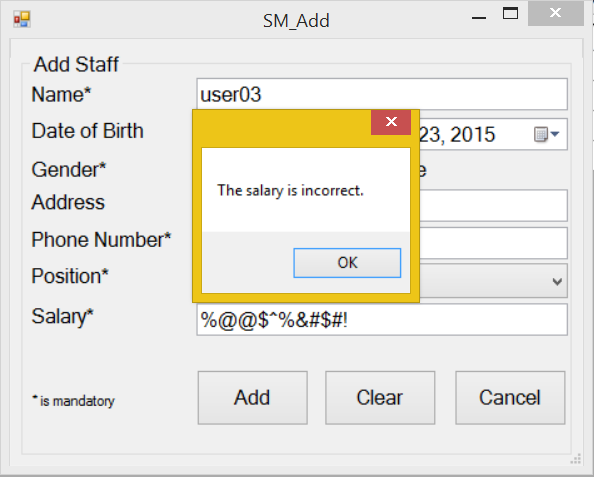 SM_Add
Add Staff
Name* user03
Date of Birth 23, 2015
Gender*
Address
Phone Number*
Position*
Salary* %@@$^%&#$#!
The salary is incorrect.
OK
* is mandatory
Add Clear Cancel